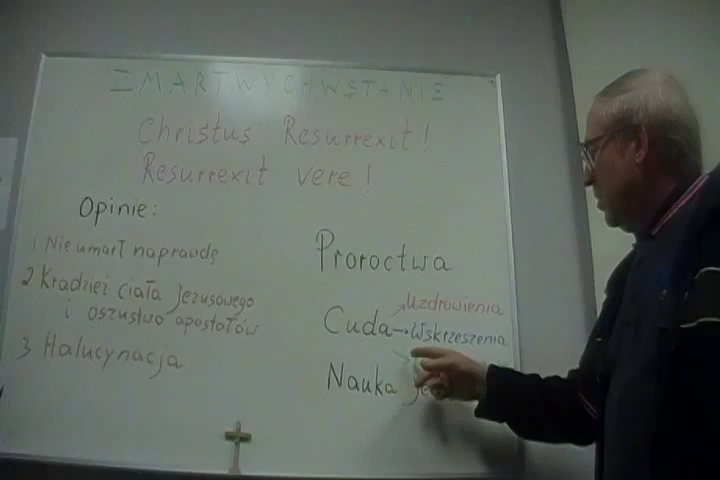 ZMARTWYCHWSTANIE
Christus Resurrexit!
Resurrexit vere!
Opinie:
1 Nie umarł naprawdę
2 Kradzież ciała Jezusowego
i oszustwo apostołów
3 Halucynacja
Proroctwa
Uzdrowienia
Cuda → Wskrzeszenia
Nauka